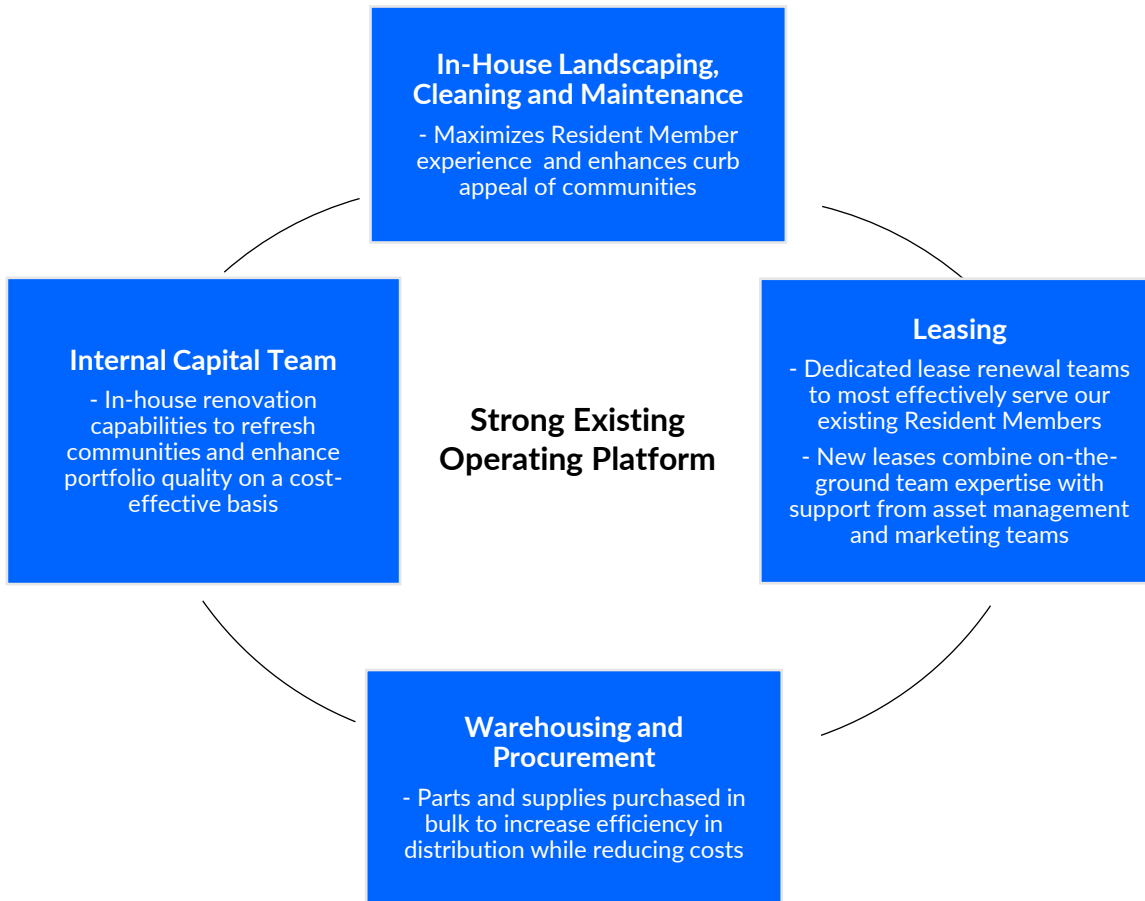 In-House Landscaping,
Cleaning and Maintenance
- Maximizes Resident Member
experience and enhances curb
appeal of communities
Internal Capital Team
- In-house renovation
capabilities to refresh
communities and enhance
portfolio quality on a cost-
effective basis
Strong Existing
Operating Platform
Leasing
- Dedicated lease renewal teams
to most effectively serve our
existing Resident Members
- New leases combine on-the-
ground team expertise with
support from asset management
and marketing teams
Warehousing and
Procurement
- Parts and supplies purchased in
bulk to increase efficiency in
distribution while reducing costs